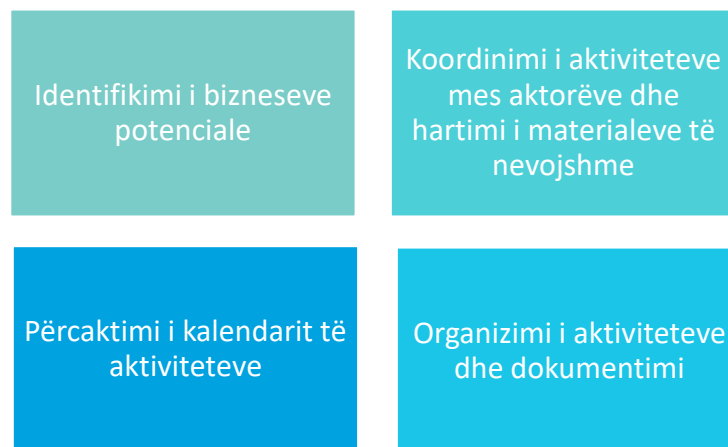 Identifikimi i bizneseve
potenciale
Koordinimi i aktiviteteve
mes aktorëve dhe
hartimi i materialeve të
nevojshme
Përcaktimi i kalendarit të
aktiviteteve
Organizimi i aktiviteteve
dhe dokumentimi